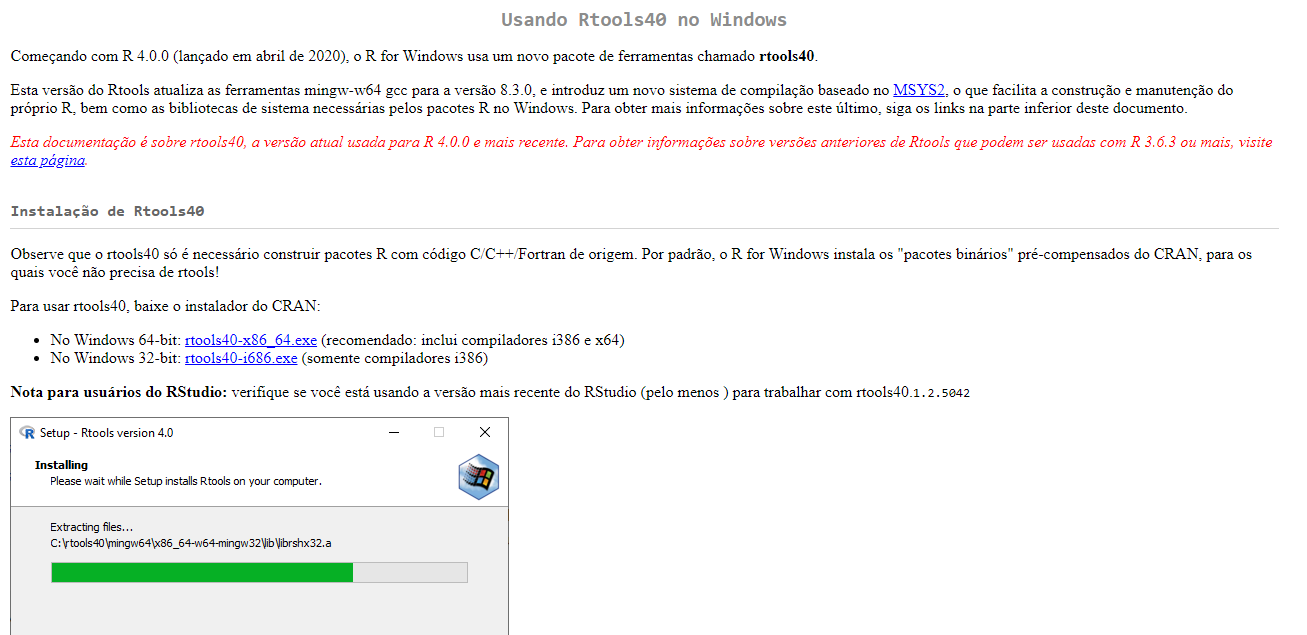 Usando Rtools40 no Windows
Começando com R 4.0.0 (lançado em abril de 2020), o R for Windows usa um novo pacote de ferramentas chamado rtools40.
Esta versão do Rtools atualiza as ferramentas mingw-w64 gcc para a versão 8.3.0, e introduz um novo sistema de compilação baseado no MSYS2, o que facilita a construção e manutenção do
próprio R, bem como as bibliotecas de sistema necessárias pelos pacotes R no Windows. Para obter mais informações sobre este último, siga os links na parte inferior deste documento.
Esta documentação é sobre rtools40, a versão atual usada para R 4.0.0 e mais recente. Para obter informações sobre versões anteriores de Rtools que podem ser usadas com R 3.6.3 ou mais, visite
esta página.
Instalação de Rtools40
Observe que o rtools40 só é necessário construir pacotes R com código C/C++/Fortran de origem. Por padrão, o R for Windows instala os "pacotes binários" pré-compensados do CRAN, para os
quais você não precisa de rtools!
Para usar rtools40, baixe o instalador do CRAN:
• No Windows 64-bit: rtools40-x86_64.exe (recomendado: inclui compiladores i386 e x64)
• No Windows 32-bit: rtools40-i686.exe (somente compiladores i386)
Nota para usuários do RStudio: verifique se você está usando a versão mais recente do RStudio (pelo menos ) para trabalhar com rtools40.1.2.5042
R Setup - Rtools version 4.0
Installing
Please wait while Setup installs Rtools on your computer.
Extracting files...
C:\rtools40\mingw64\x86_64-w64-mingw32\lib\librshx32.a